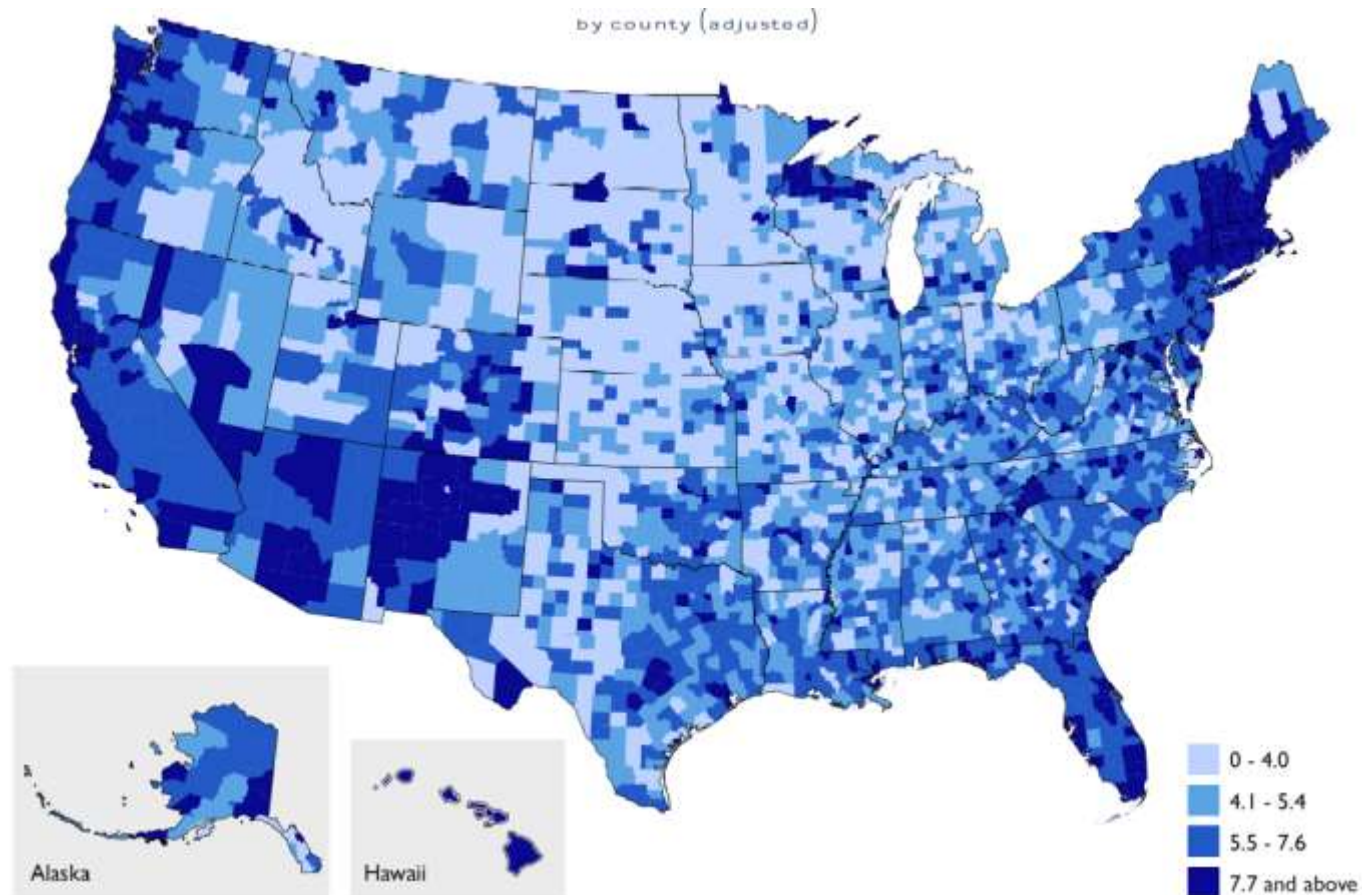 by county (adjusted)
Alaska
Hawaii
0 - 4.0
4.1 - 5.4
5.5 - 7.6
7.7 and above